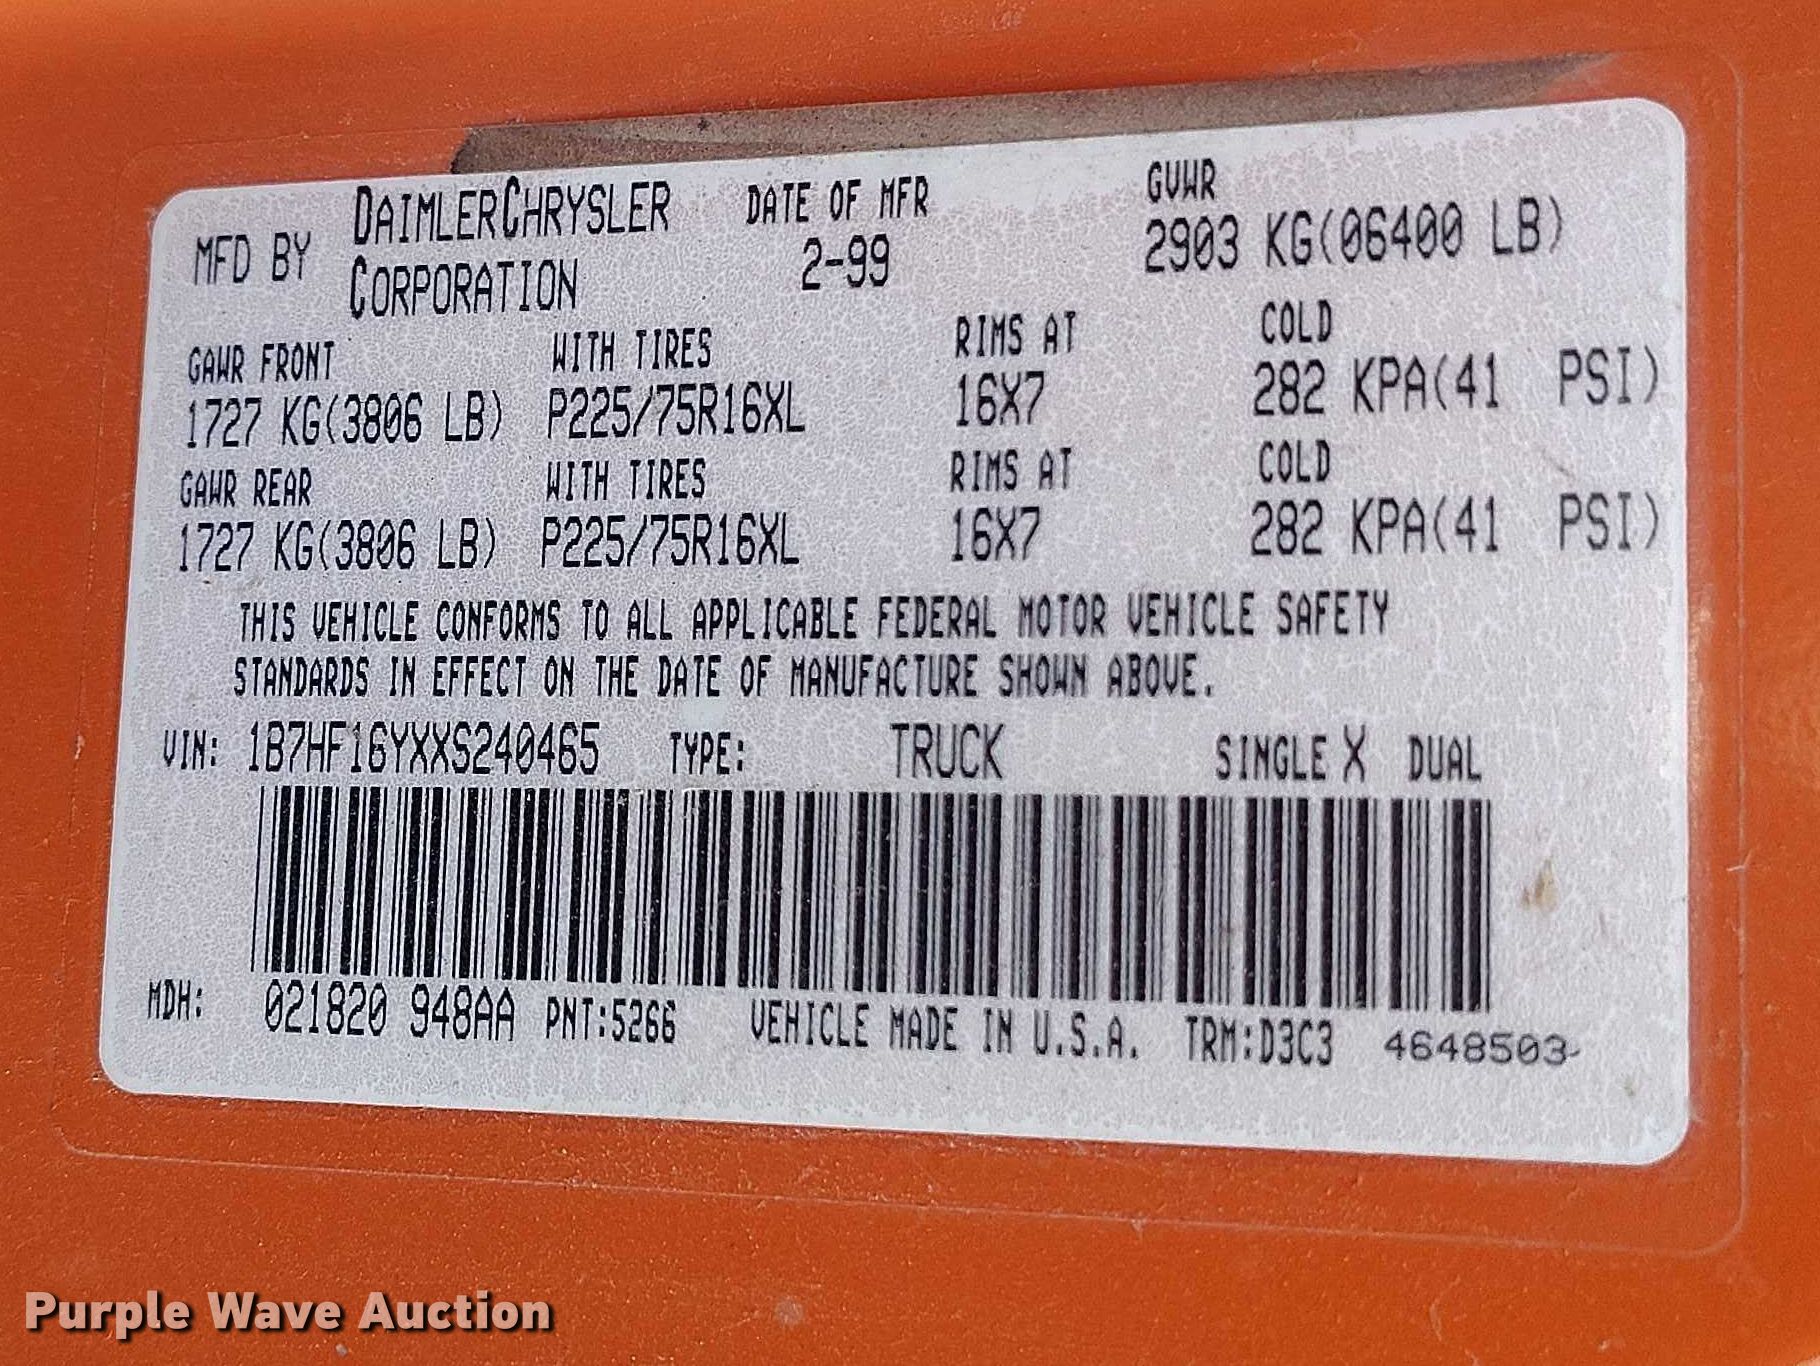 MFD BY DAIMLERCHRYSLER CORPORATION DATE OF MFR 2-99 GVWR 2903 KG(06400 LB)
GAWR FRONT WITH TIRES RIMS AT COLD
1727 KG(3806 LB) P225/75R16XL 16X7 282 KPA(41 PSI)
GAWR REAR WITH TIRES RIMS AT COLD
1727 KG(3806 LB) P225/75R16XL 16X7 282 KPA(41 PSI)
THIS VEHICLE CONFORMS TO ALL APPLICABLE FEDERAL MOTOR VEHICLE SAFETY
STANDARDS IN EFFECT ON THE DATE OF MANUFACTURE SHOWN ABOVE.
VIN: 1B7HF16YXXS240465 TYPE: TRUCK SINGLE X DUAL
MDH: 021820 948AA PNT:5266 VEHICLE MADE IN U.S.A. TRM:D3C3 4648503-
Purple Wave Auction